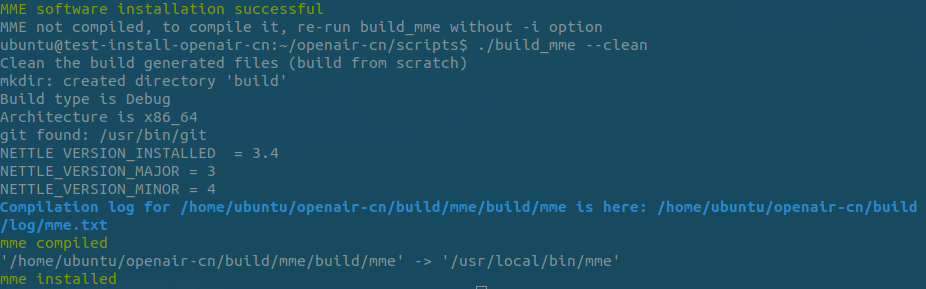 MME software installation successful
MME not compiled, to compile it, re-run build_mme without -i option
ubuntu@test-install-openair-cn:~/openair-cn/scripts$ ./build_mme --clean
Clean the build generated files (build from scratch)
mkdir: created directory 'build'
Build type is Debug
Architecture is x86_64
git found: /usr/bin/git
NETTLE VERSION_INSTALLED  = 3.4
NETTLE_VERSION_MAJOR = 3
NETTLE_VERSION_MINOR = 4
Compilation log for /home/ubuntu/openair-cn/build/mme/build/mme is here: /home/ubuntu/openair-cn/build
/log/mme.txt
mme compiled
'/home/ubuntu/openair-cn/build/mme/build/mme' -> '/usr/local/bin/mme'
mme installed